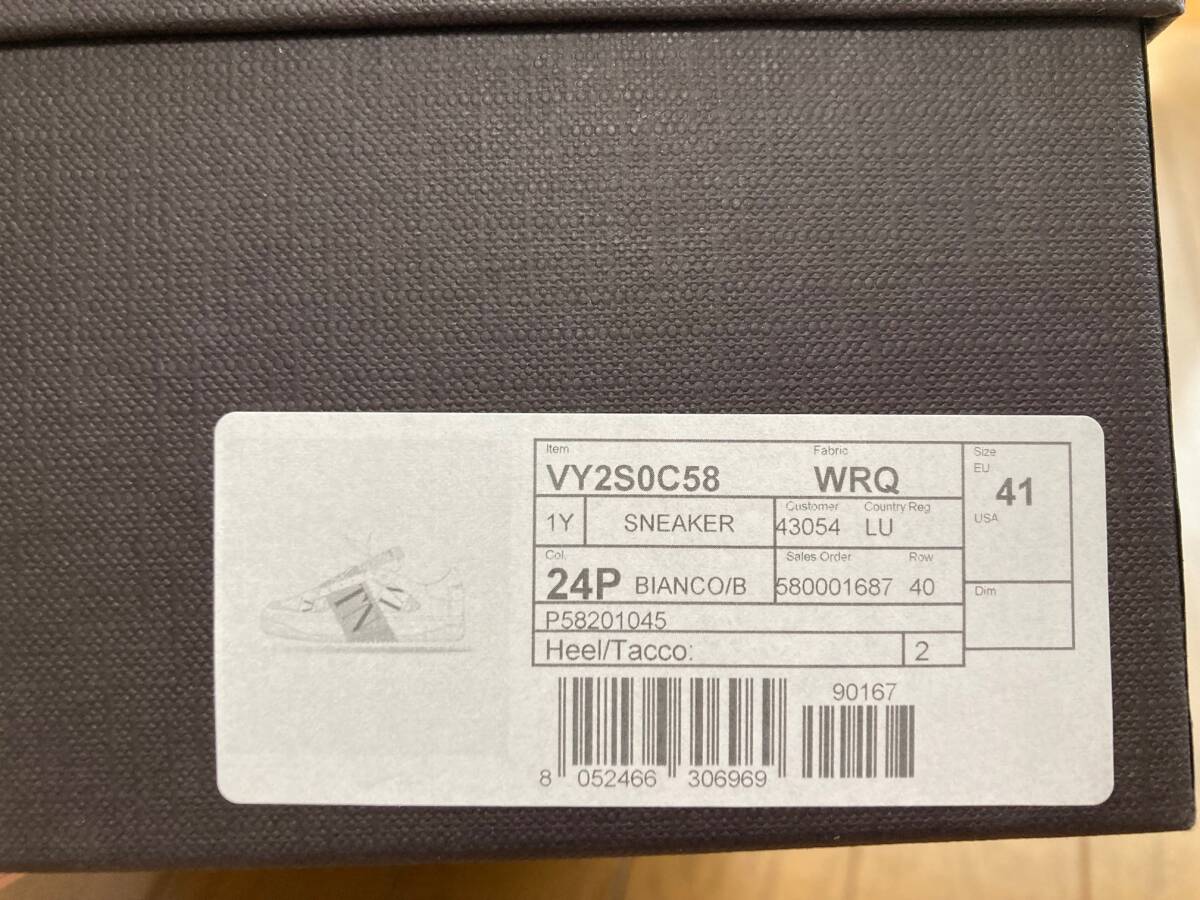 Item Fabric
VY2S0C58 WRQ
Size
EU
41
USA
1Y SNEAKER
Customer Country Reg
43054 LU
Col.
24P BIANCO/B
Sales Order Row
580001687 40
Dim
P58201045
Heel/Tacco: 2
90167
8 052466 306969